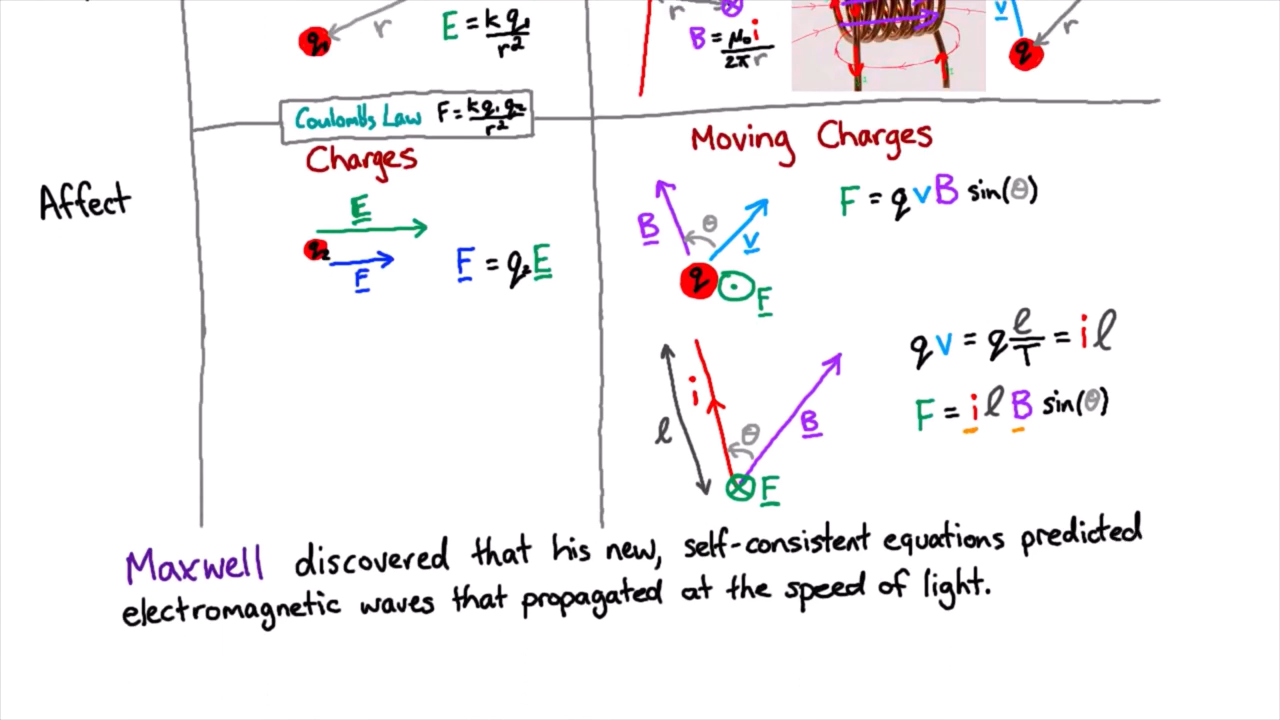 q₁
r
E = kq₁/r²
r
B = μ₀i/2πr
v
q
r
Coulomb's Law F = kq₁q₂/r²
Charges
Moving Charges
Affect
E
q₂
F
F = q₂E
B
θ
v
q
F
F = qvB sin(θ)
l
i
θ
B
F
qv = q l/T = il
F = ilB sin(θ)
Maxwell discovered that his new, self-consistent equations predicted
electromagnetic waves that propagated at the speed of light.